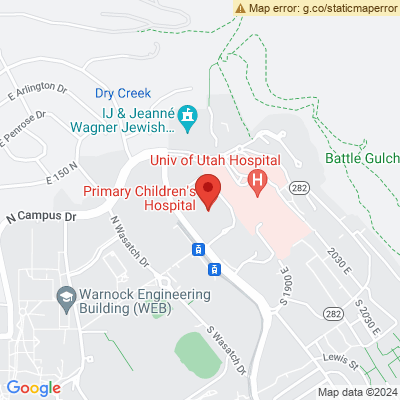 Map error: g.co/staticmaperror
E Arlington Dr
Dry Creek
IJ & Jeanné
Wagner Jewish...
E Penrose Dr
E 150 N
Univ of Utah Hospital
H
Battle Gulch
282
Primary Children's
Hospital
N Campus Dr
N Wasatch Dr
2030 E
S 1900 E
S 2030 E
Warnock Engineering
Building (WEB)
282
S Wasatch Dr
Lewis St
Google
Map data ©2024